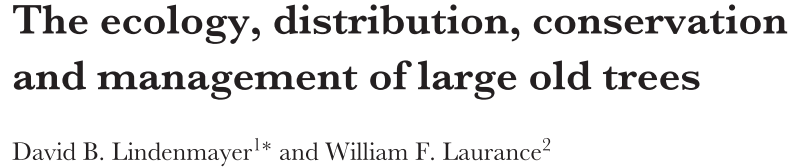 The ecology, distribution, conservation
and management of large old trees
David B. Lindenmayer¹* and William F. Laurance²